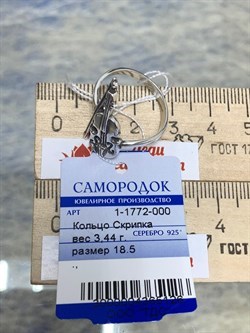 ГОСТ 17
САМОРОДОК
ЮВЕЛИРНОЕ ПРОИЗВОДСТВО
АРТ 1-1772-000
Кольцо Скрипка
вес 3,44 г. СЕРЕБРО 925°
размер 18.5
ГОСТ